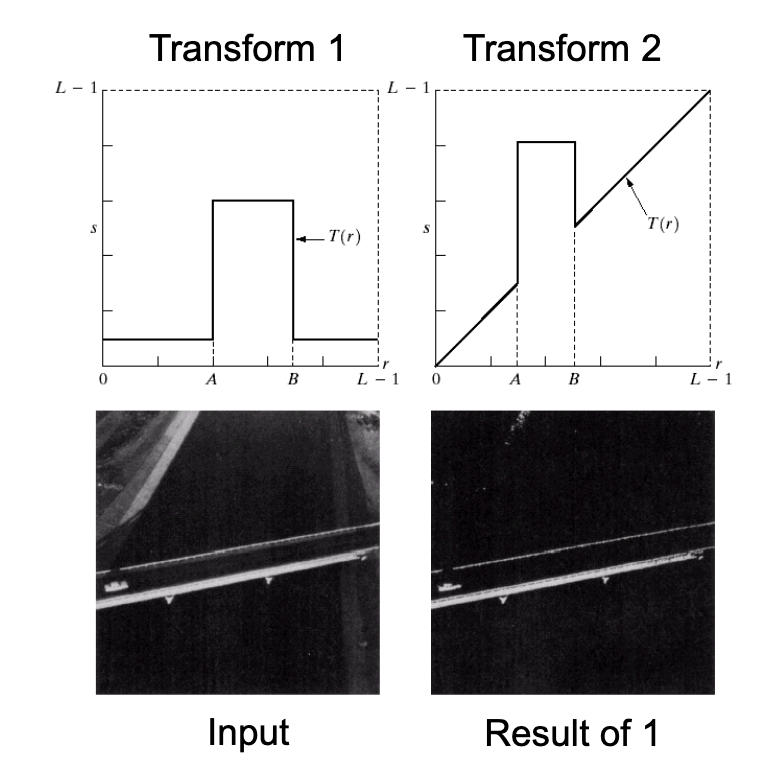 Transform 1
Transform 2
L − 1
L − 1
s
T(r)
s
T(r)
0
A
B
L − 1
r
0
A
B
L − 1
r
Input
Result of 1